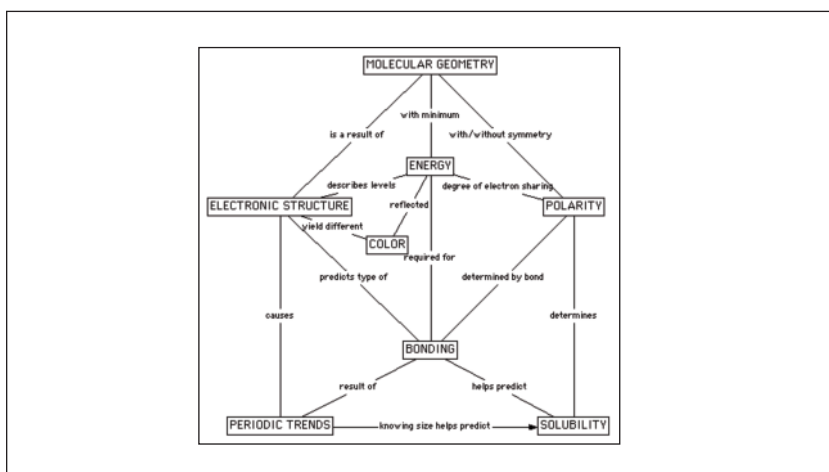 MOLECULAR GEOMETRY
with minimum
is a result of
with/without symmetry
ENERGY
describes levels
degree of electron sharing
ELECTRONIC STRUCTURE
reflected
POLARITY
yield different
COLOR
required for
predicts type of
determined by bond
causes
determines
BONDING
result of
helps predict
PERIODIC TRENDS
knowing size helps predict
SOLUBILITY